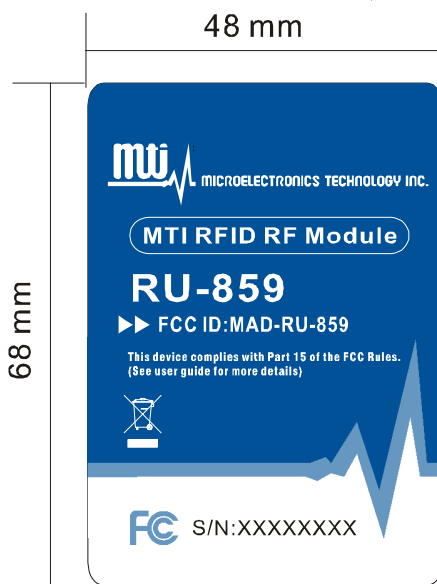 48 mm
68 mm
mti MICROELECTRONICS TECHNOLOGY INC.
MTI RFID RF Module
RU-859
FCC ID:MAD-RU-859
This device complies with Part 15 of the FCC Rules.
(See user guide for more details)
FC S/N:XXXXXXXX